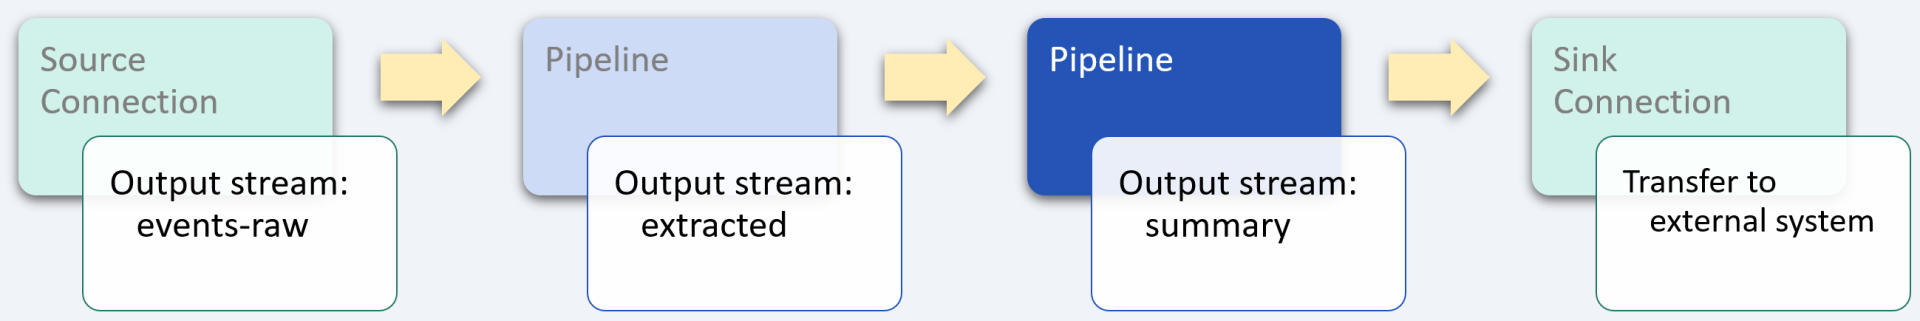 Source
Connection
Output stream:
events-raw
Pipeline
Output stream:
extracted
Pipeline
Output stream:
summary
Sink
Connection
Transfer to
external system